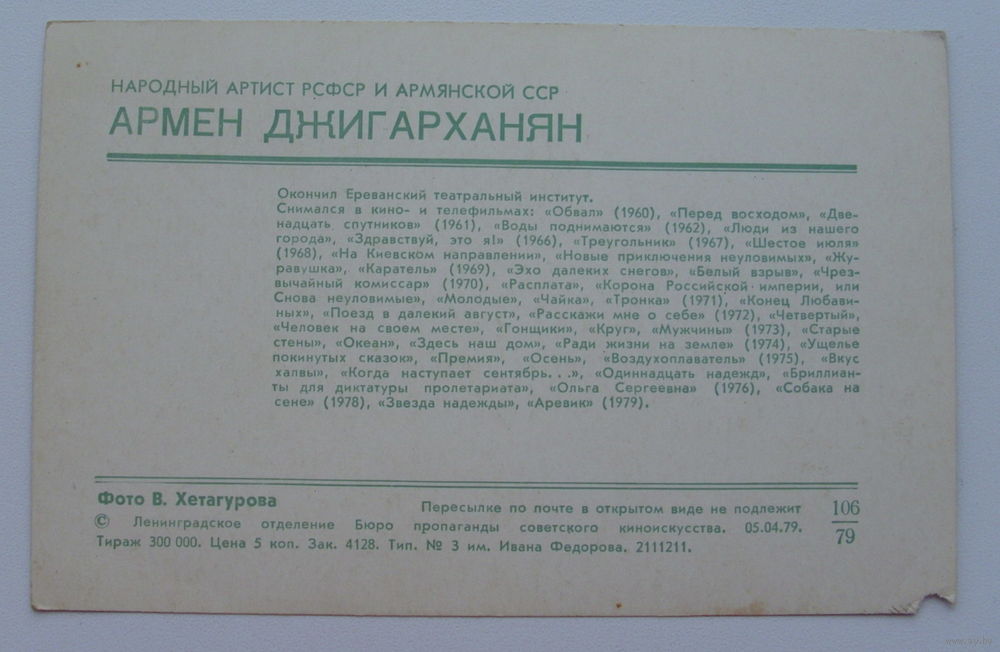 НАРОДНЫЙ АРТИСТ РСФСР И АРМЯНСКОЙ ССР
АРМЕН ДЖИГАРХАНЯН
Окончил Ереванский театральный институт.
Снимался в кино- и телефильмах: «Обвал» (1960), «Перед восходом», «Две-
надцать спутников» (1961), «Воды поднимаются» (1962), «Люди из нашего
города», «Здравствуй, это я!» (1966), «Треугольник» (1967), «Шестое июля»
(1968), «На Киевском направлении», «Новые приключения неуловимых», «Жу-
равушка», «Каратель» (1969), «Эхо далеких снегов», «Белый взрыв», «Чрез-
вычайный комиссар» (1970), «Расплата», «Корона Российской империи, или
Снова неуловимые», «Молодые», «Чайка», «Тронка» (1971), «Конец Любави-
ных», «Поезд в далекий август», «Расскажи мне о себе» (1972), «Четвертый»,
«Человек на своем месте», «Гонщики», «Круг», «Мужчины» (1973), «Старые
стены», «Океан», «Здесь наш дом», «Ради жизни на земле» (1974), «Ущелье
покинутых сказок», «Премия», «Осень», «Воздухоплаватель» (1975), «Вкус
халвы», «Когда наступает сентябрь. . .», «Одиннадцать надежд», «Бриллиан-
ты для диктатуры пролетариата», «Ольга Сергеевна» (1976), «Собака на
сене» (1978), «Звезда надежды», «Аревик» (1979).
Фото В. Хетагурова
Пересылке по почте в открытом виде не подлежит
© Ленинградское отделение Бюро пропаганды советского киноискусства. 05.04.79.
Тираж 300 000. Цена 5 коп. Зак. 4128. Тип. № 3 им. Ивана Федорова. 2111211.
106
79
www.ay.by